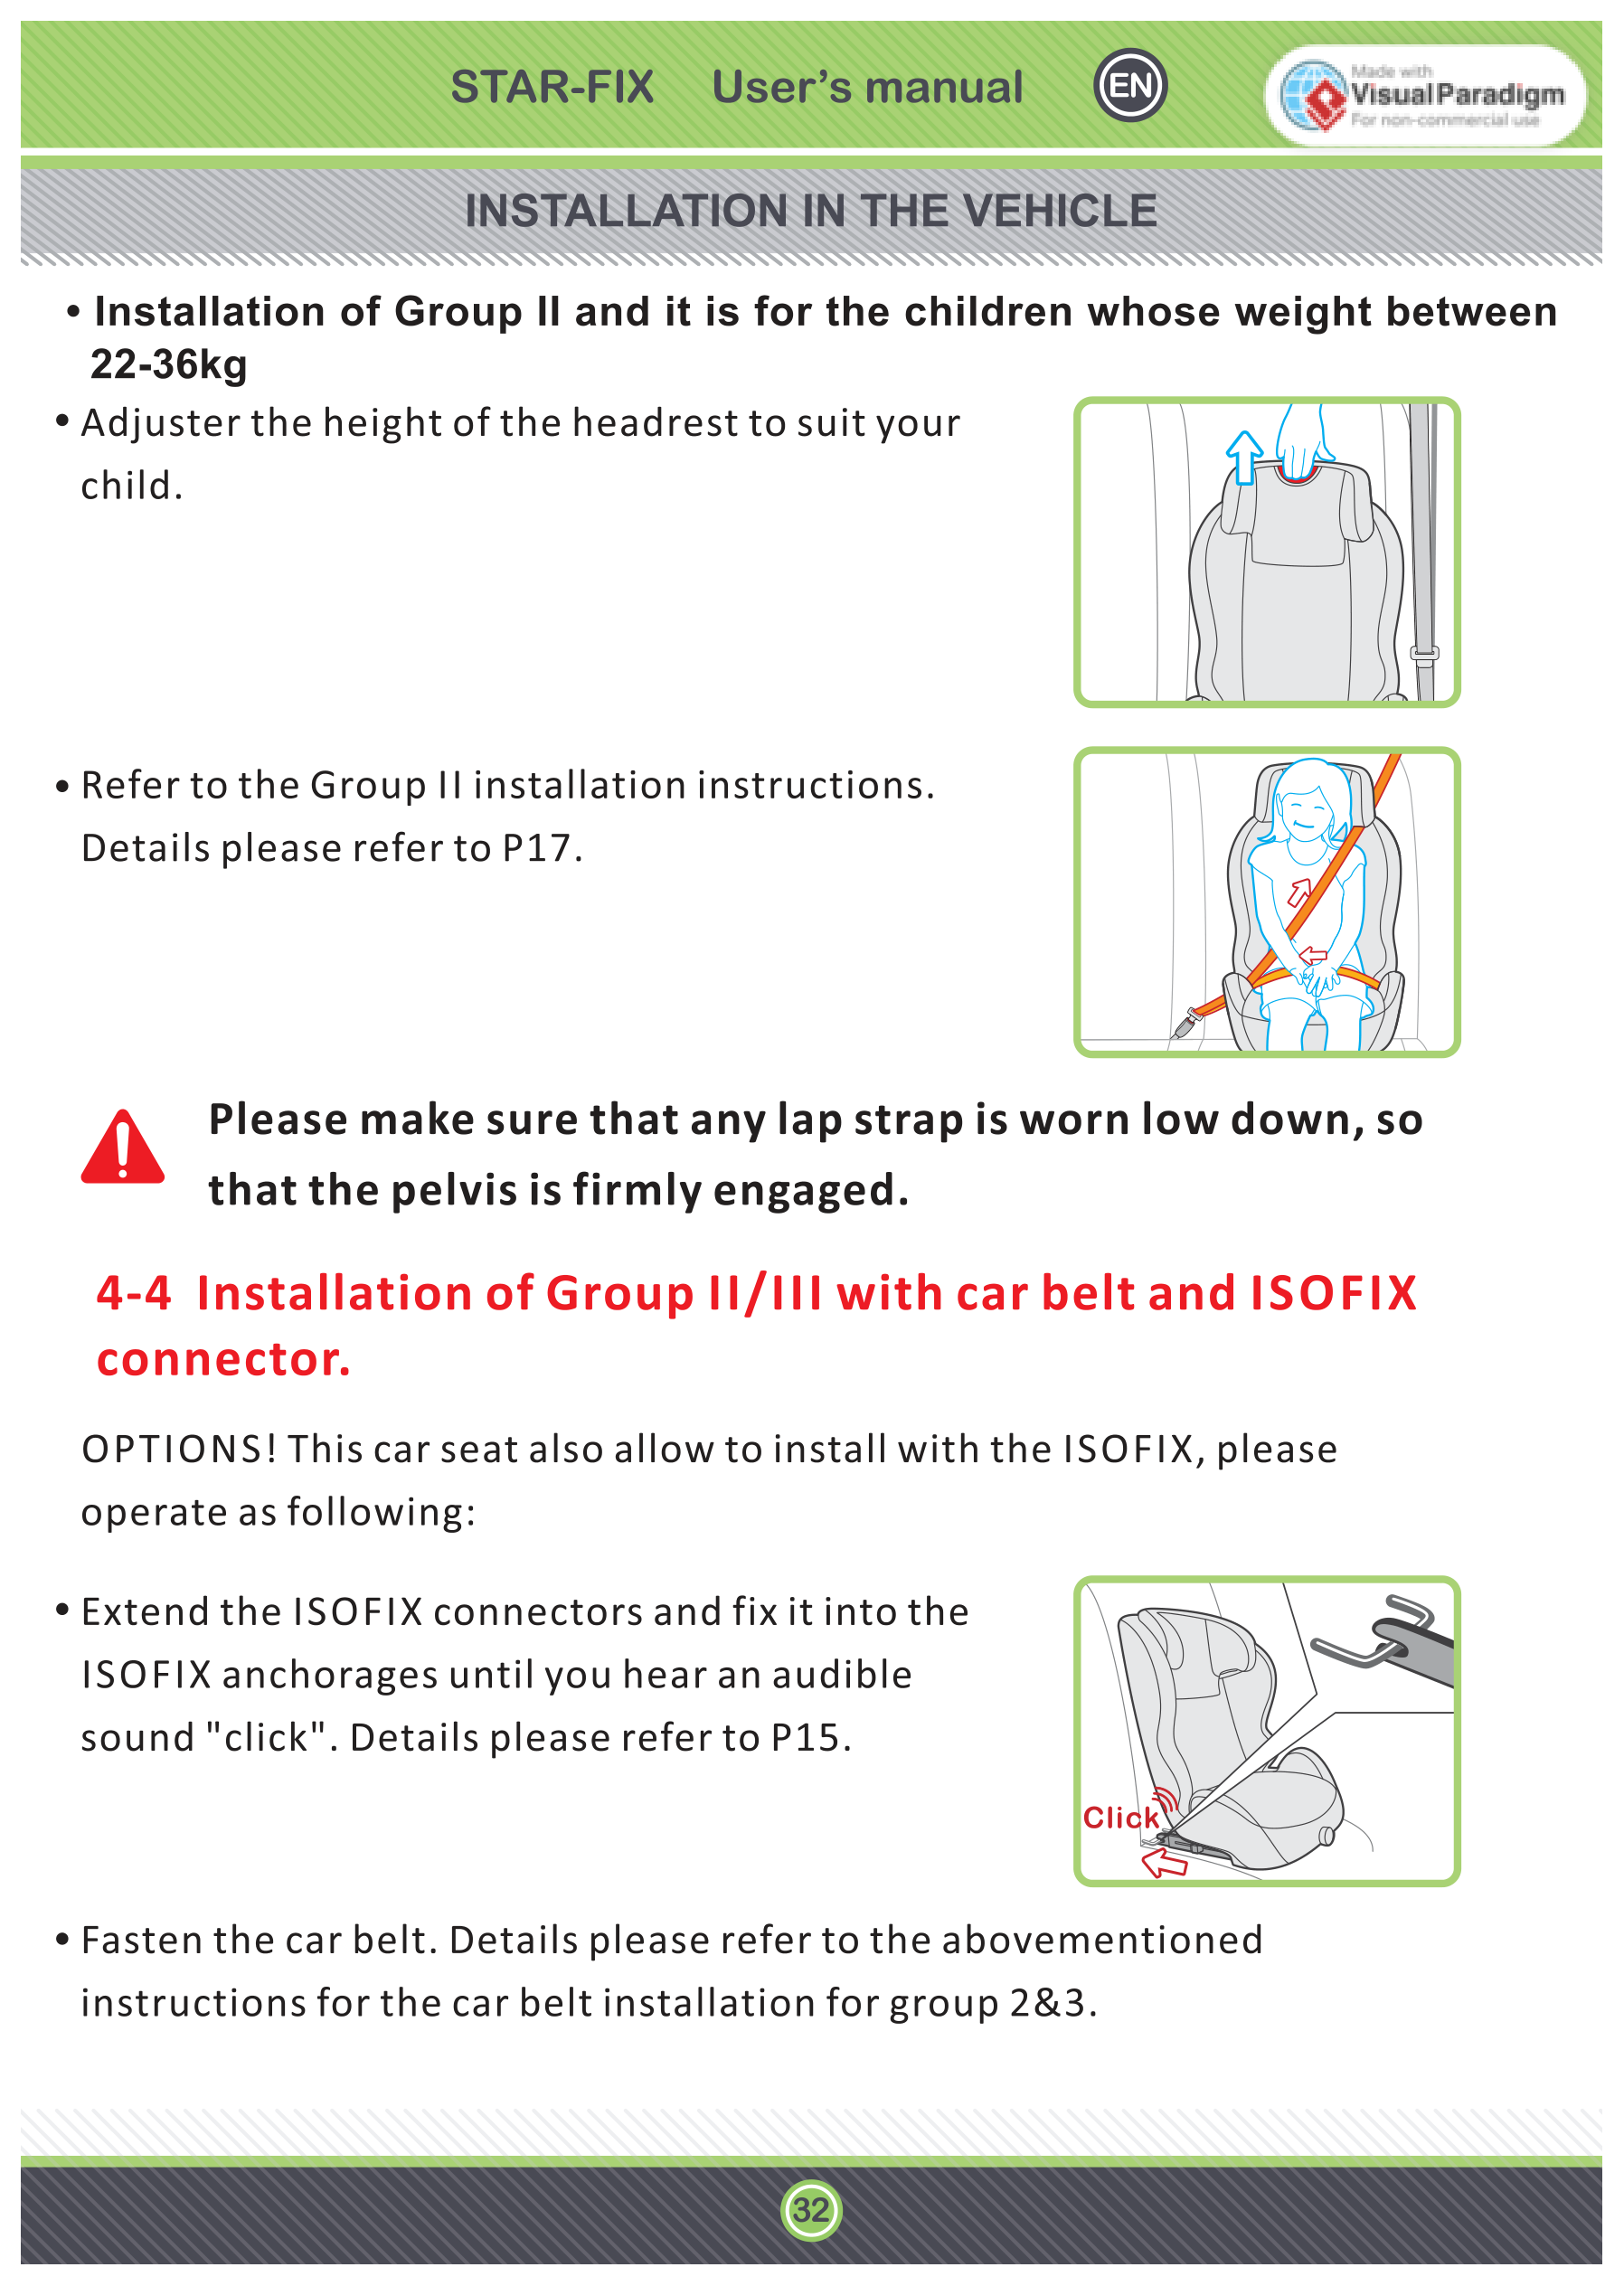 STAR-FIX User's manual EN
Made with
Visual Paradigm
For non-commercial use
INSTALLATION IN THE VEHICLE
• Installation of Group II and it is for the children whose weight between
22-36kg
• Adjuster the height of the headrest to suit your
child.
• Refer to the Group II installation instructions.
Details please refer to P17.
Please make sure that any lap strap is worn low down, so
that the pelvis is firmly engaged.
4-4 Installation of Group II/III with car belt and ISOFIX
connector.
OPTIONS! This car seat also allow to install with the ISOFIX, please
operate as following:
• Extend the ISOFIX connectors and fix it into the
ISOFIX anchorages until you hear an audible
sound "click". Details please refer to P15.
Click
• Fasten the car belt. Details please refer to the abovementioned
instructions for the car belt installation for group 2&3.
32